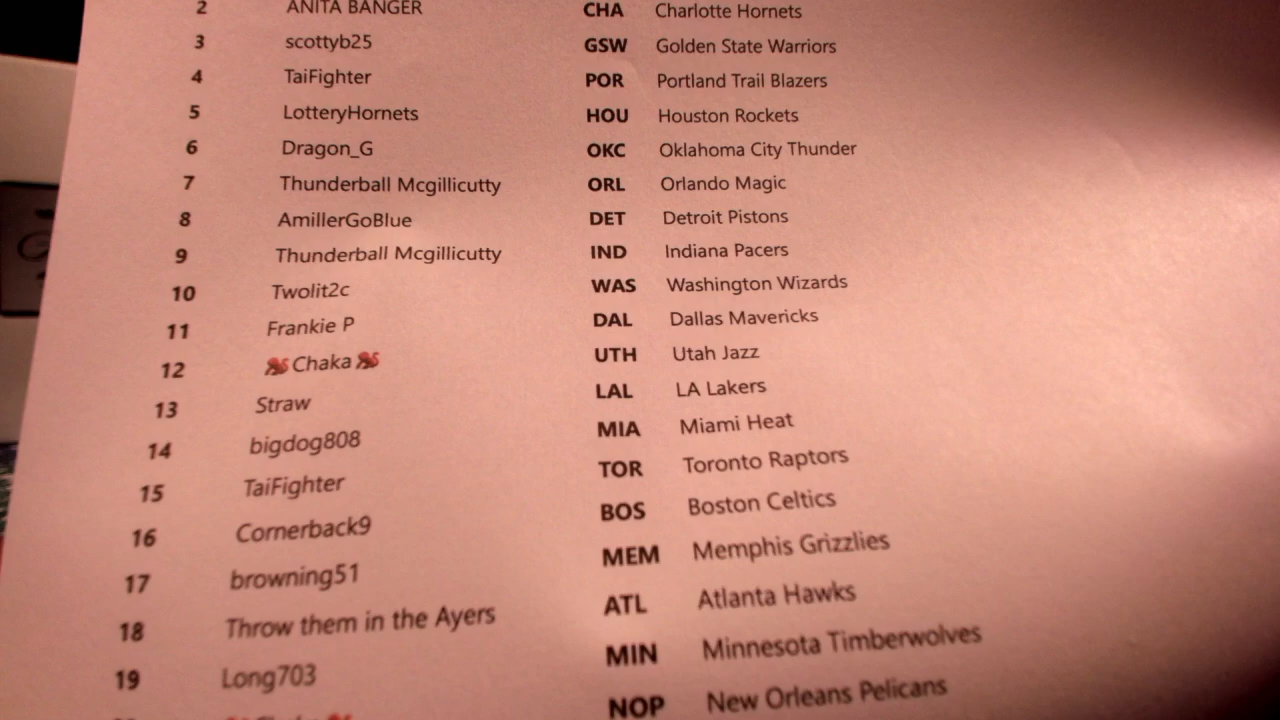 2 ANITA BANGER CHA Charlotte Hornets
3 scottyb25 GSW Golden State Warriors
4 TaiFighter POR Portland Trail Blazers
5 LotteryHornets HOU Houston Rockets
6 Dragon_G OKC Oklahoma City Thunder
7 Thunderball Mcgillicutty ORL Orlando Magic
8 AmillerGoBlue DET Detroit Pistons
9 Thunderball Mcgillicutty IND Indiana Pacers
10 Twolit2c WAS Washington Wizards
11 Frankie P DAL Dallas Mavericks
12 Chaka UTH Utah Jazz
13 Straw LAL LA Lakers
14 bigdog808 MIA Miami Heat
15 TaiFighter TOR Toronto Raptors
16 Cornerback9 BOS Boston Celtics
17 browning51 MEM Memphis Grizzlies
18 Throw them in the Ayers ATL Atlanta Hawks
19 Long703 MIN Minnesota Timberwolves
Chaka NOP New Orleans Pelicans